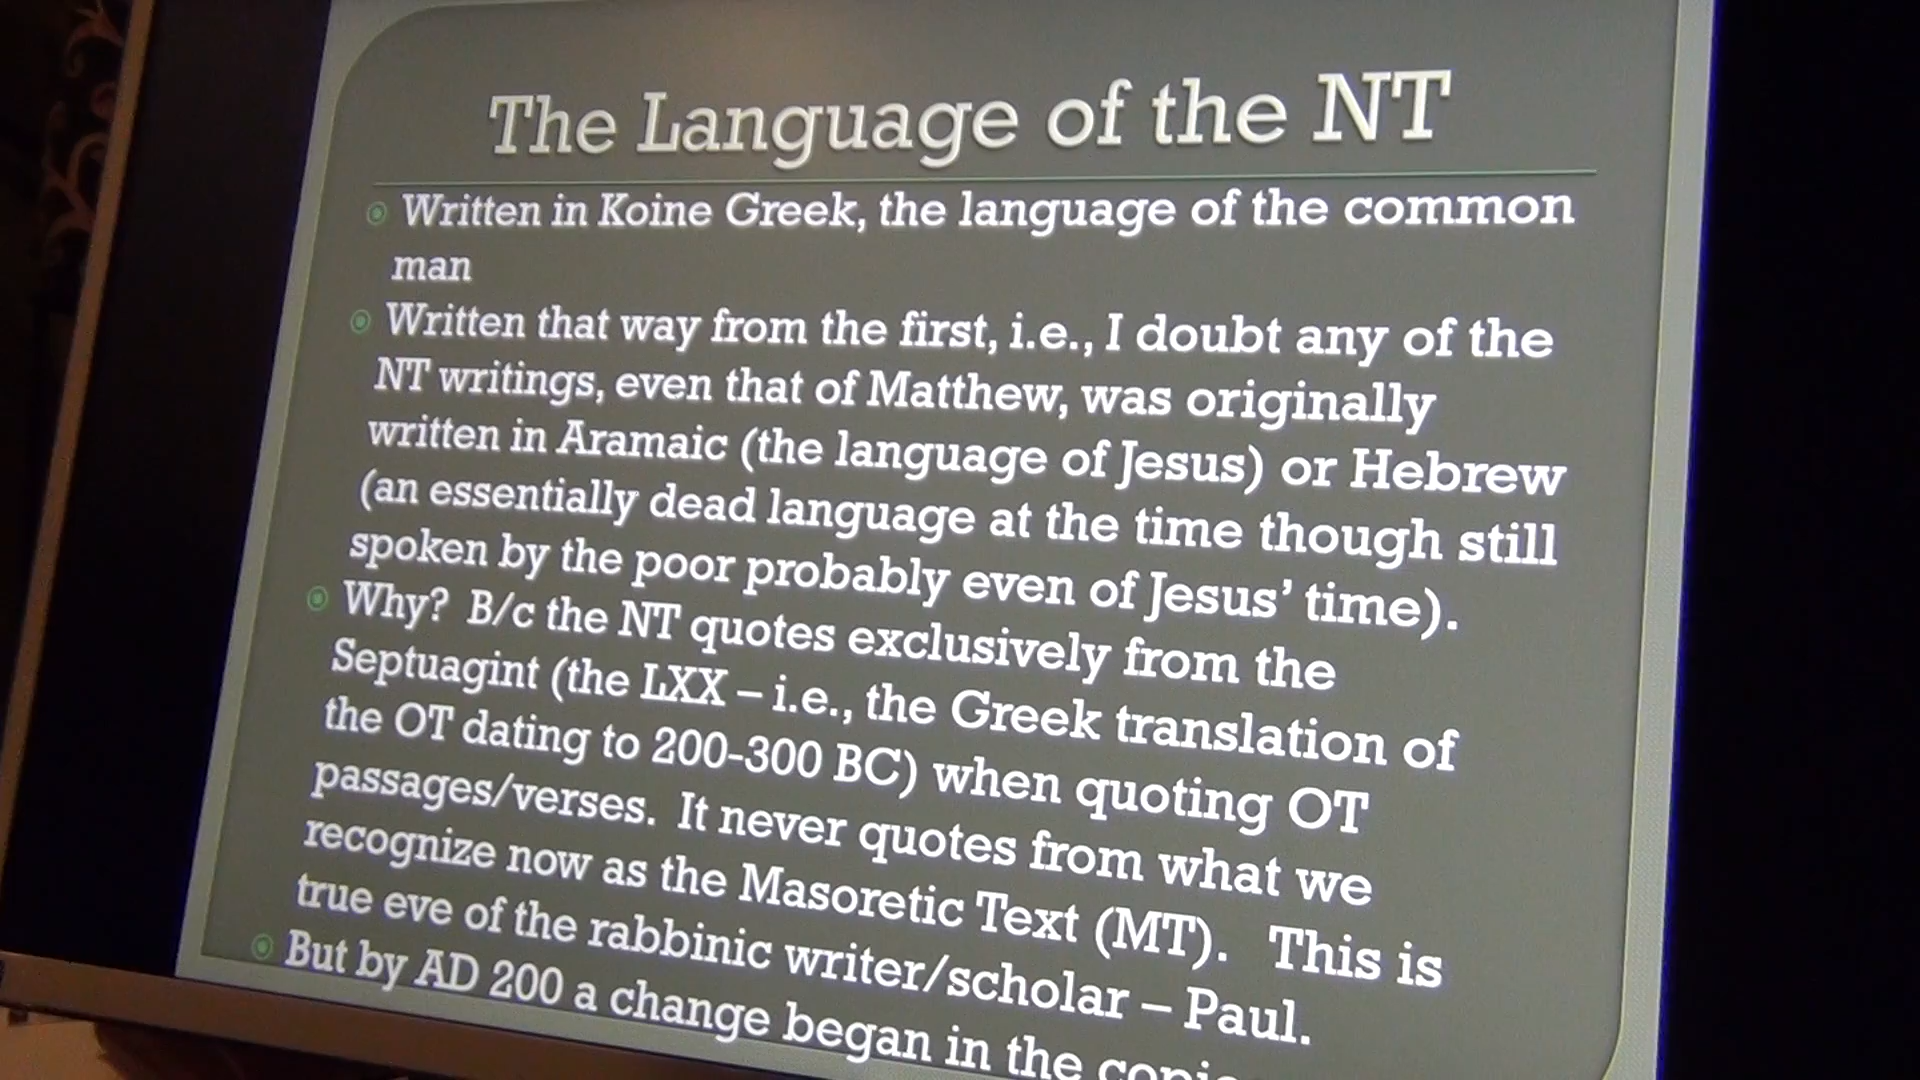 The Language of the NT
Written in Koine Greek, the language of the common
man
Written that way from the first, i.e., I doubt any of the
NT writings, even that of Matthew, was originally
written in Aramaic (the language of Jesus) or Hebrew
(an essentially dead language at the time though still
spoken by the poor probably even of Jesus' time).
Why? B/c the NT quotes exclusively from the
Septuagint (the LXX – i.e., the Greek translation of
the OT dating to 200-300 BC) when quoting OT
passages/verses. It never quotes from what we
recognize now as the Masoretic Text (MT). This is
true eve of the rabbinic writer/scholar – Paul.
But by AD 200 a change began in the